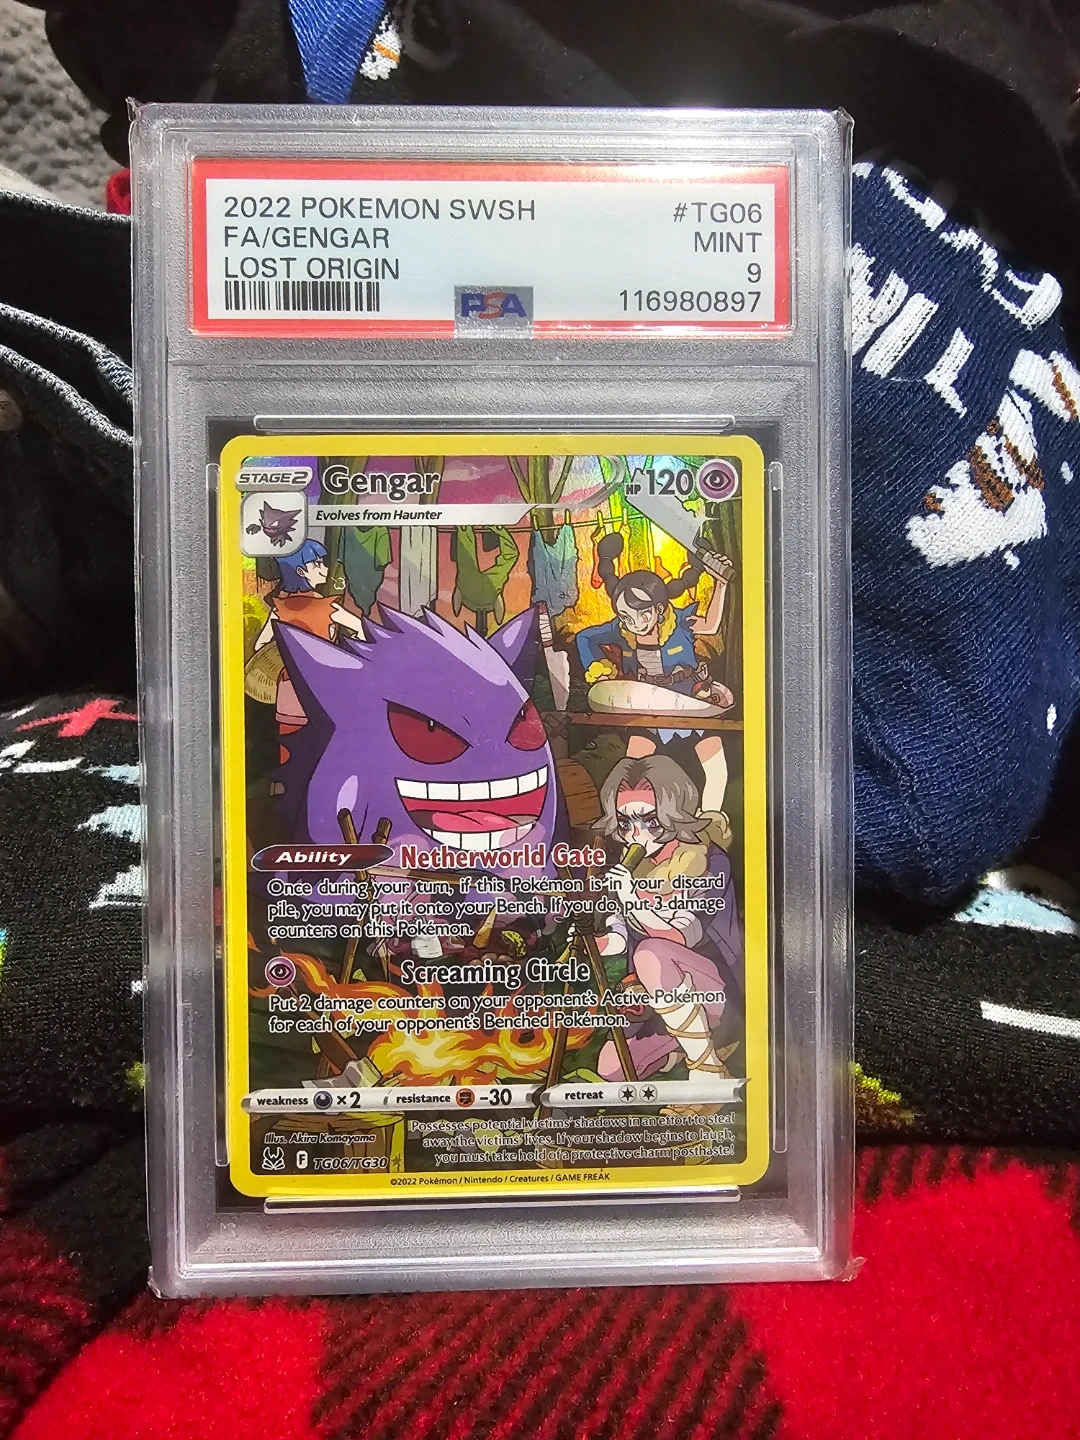 2022 POKEMON SWSH #TG06
FA/GENGAR MINT
LOST ORIGIN 9
PSA 116980897
STAGE 2 Gengar HP 120
Evolves from Haunter
Ability Netherworld Gate
Once during your turn, if this Pokémon is in your discard
pile, you may put it onto your Bench. If you do, put 3 damage
counters on this Pokémon.
Screaming Circle
Put 2 damage counters on your opponent's Active Pokémon
for each of your opponent's Benched Pokémon.
weakness ×2 resistance -30 retreat
Possesses potential victims' shadows in an effort to steal
away the victims' lives. If your shadow begins to laugh,
you must take hold of a protective charm posthaste!
Illus. Akira Komayama
F TG06/TG30
©2022 Pokémon / Nintendo / Creatures / GAME FREAK